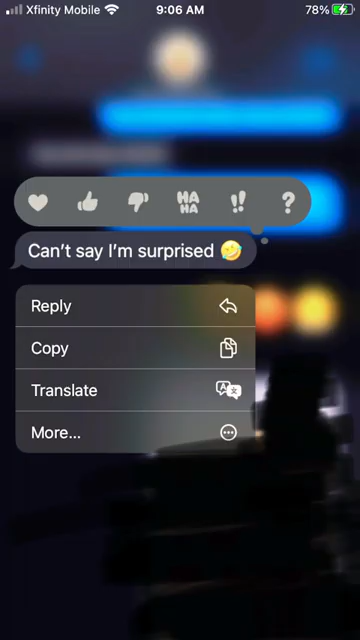 Xfinity Mobile 9:06 AM 78%
HA HA !! ?
Can't say I'm surprised 🤣
Reply
Copy
Translate
More...